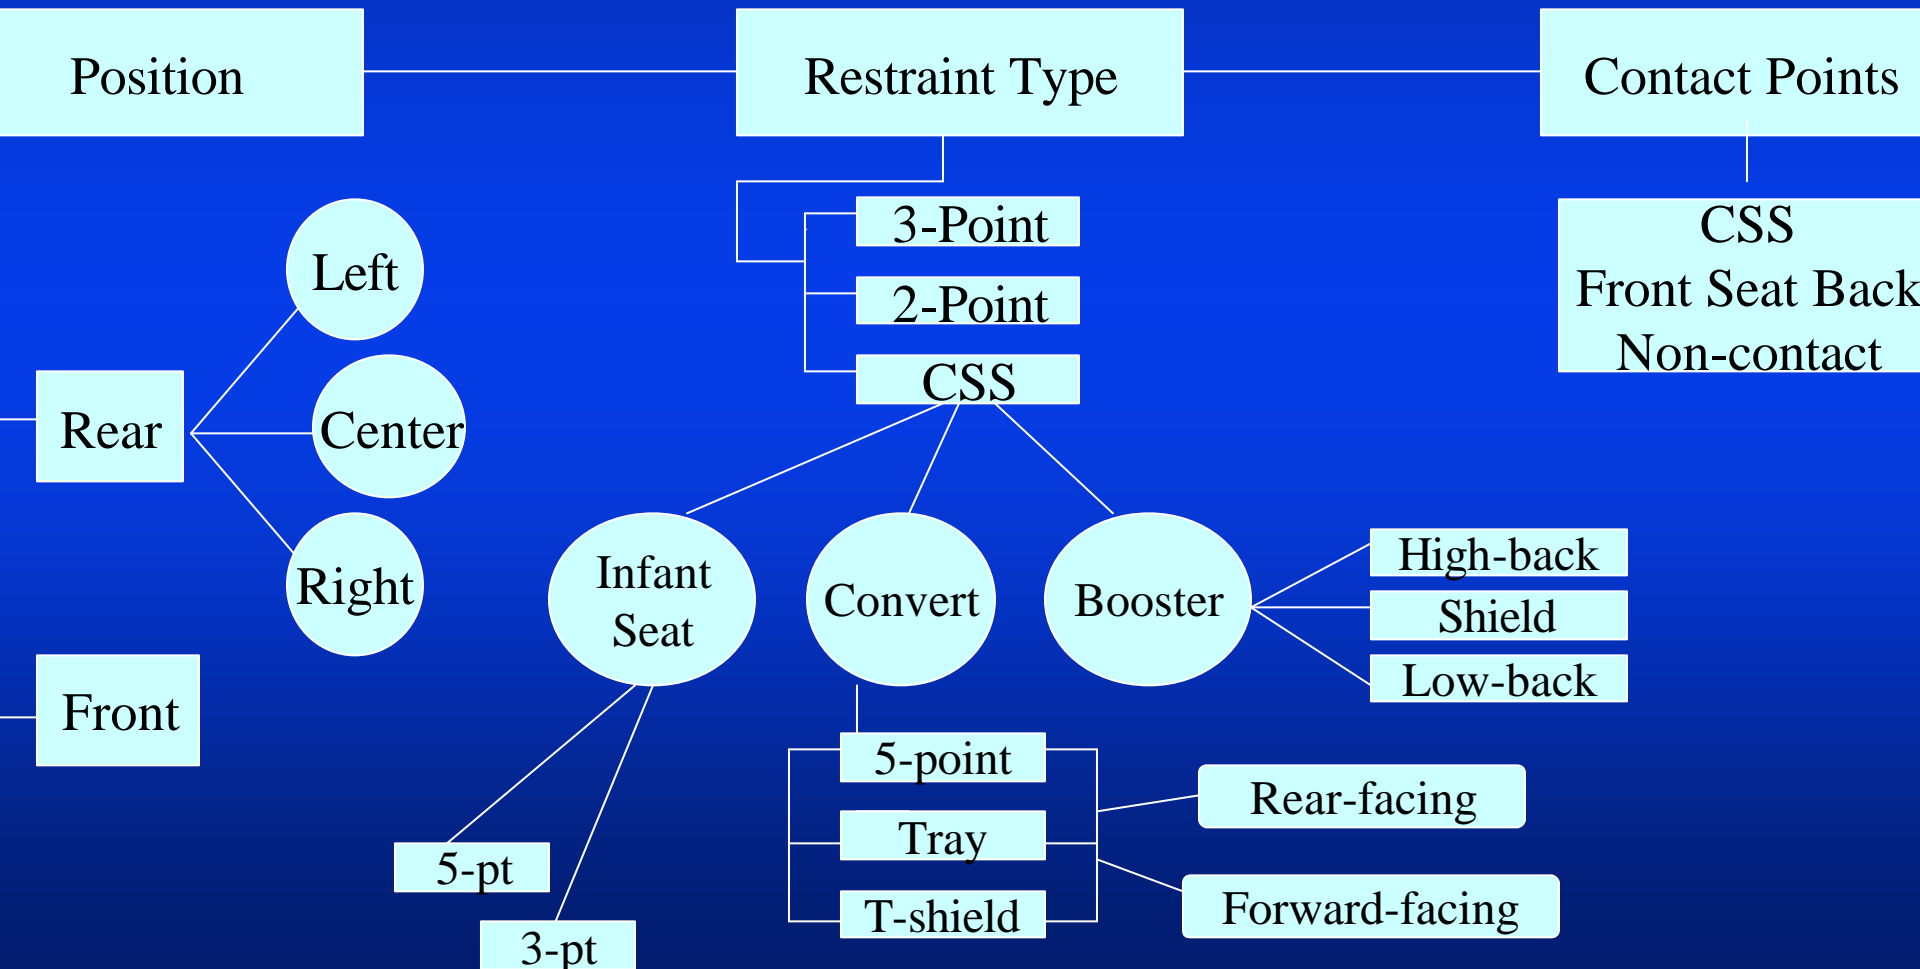 Position
Restraint Type
Contact Points
Left
Center
Right
Rear
Front
3-Point
2-Point
CSS
CSS
Front Seat Back
Non-contact
Infant
Seat
Convert
Booster
High-back
Shield
Low-back
5-pt
3-pt
5-point
Tray
T-shield
Rear-facing
Forward-facing